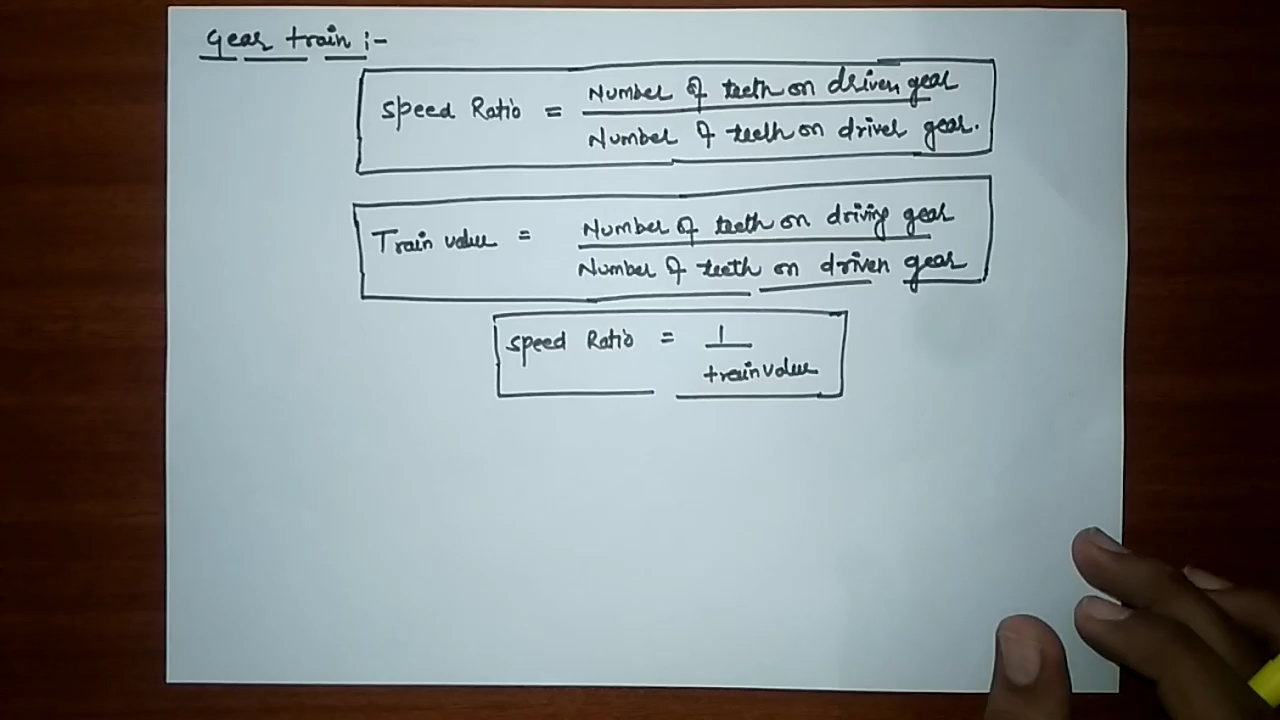 Gear train :-
Speed Ratio = Number of teeth on driven gear
Number of teeth on driver gear.
Train value = Number of teeth on driving gear
Number of teeth on driven gear
Speed Ratio = 1
train value